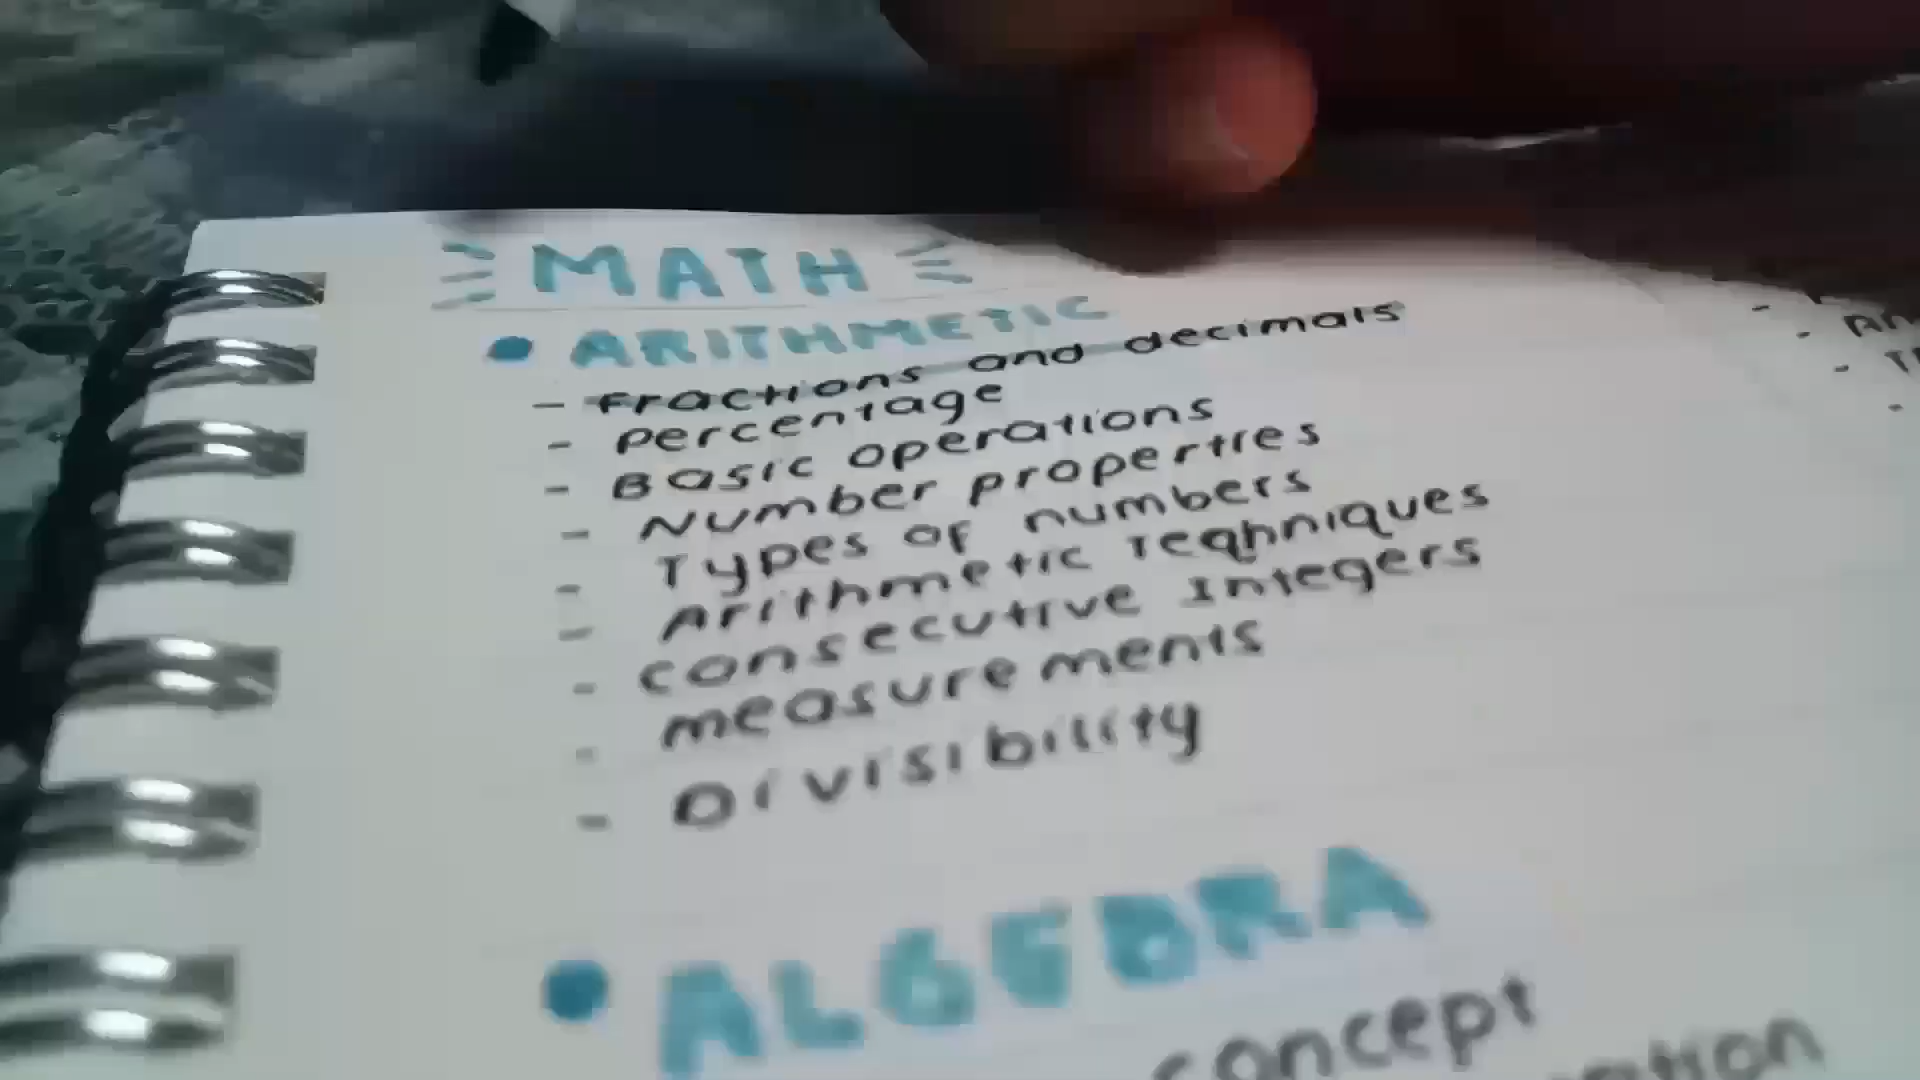 MATH
• ARITHMETIC
- Fractions and decimals
- Percentage
- Basic operations
- Number properties
- Types of numbers
- Arithmetic Teqhniques
- consecutive Integers
- measurements
- Divisibility
• ALGEBRA
concept